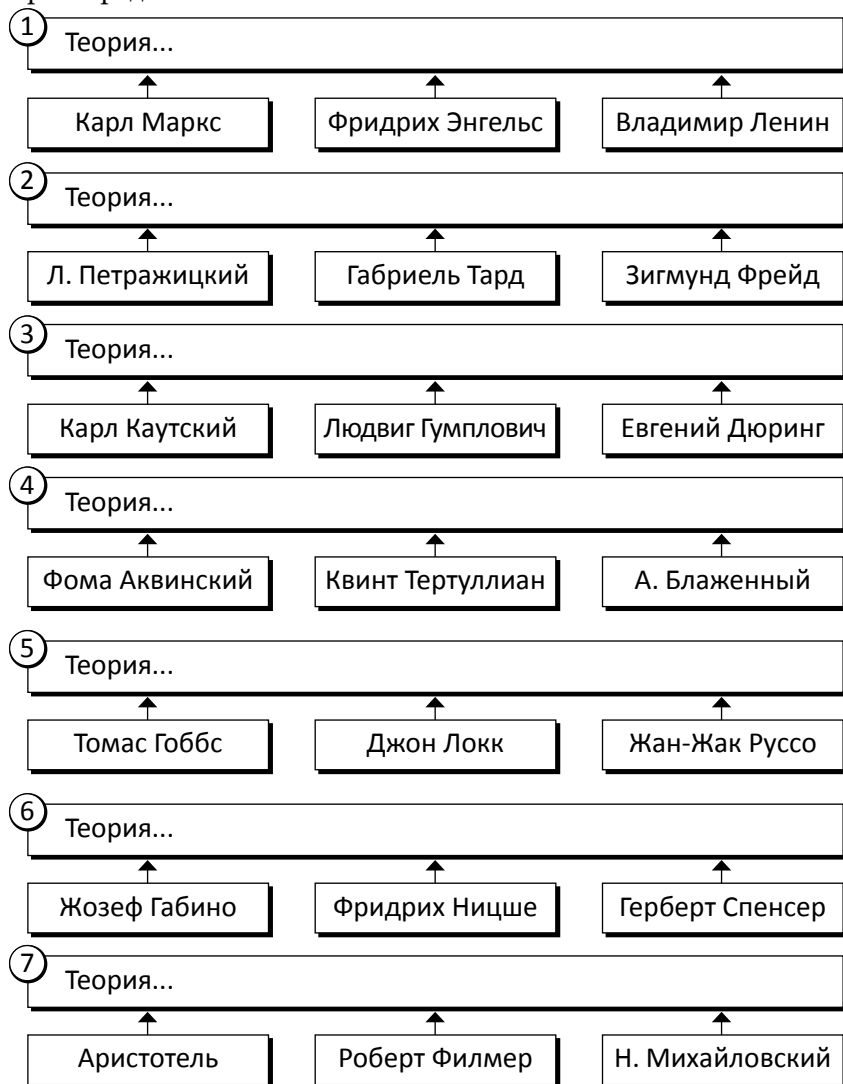 1
Теория...
Карл Маркс Фридрих Энгельс Владимир Ленин
2
Теория...
Л. Петражицкий Габриель Тард Зигмунд Фрейд
3
Теория...
Карл Каутский Людвиг Гумплович Евгений Дюринг
4
Теория...
Фома Аквинский Квинт Тертуллиан А. Блаженный
5
Теория...
Томас Гоббс Джон Локк Жан-Жак Руссо
6
Теория...
Жозеф Габино Фридрих Ницше Герберт Спенсер
7
Теория...
Аристотель Роберт Филмер Н. Михайловский